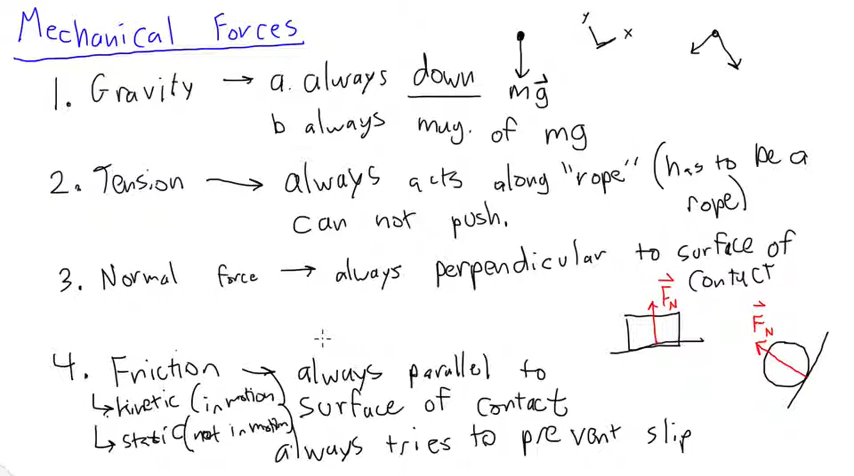 Mechanical Forces
y
x
1. Gravity → a. always down
mg⃗
b always mag. of mg
2. Tension → always acts along "rope" (has to be a
rope)
can not push.
3. Normal force → always perpendicular to surface of
contact
F⃗N
F⃗N
4. Friction → always parallel to
↳ kinetic (in motion) surface of contact
↳ static (not in motion) always tries to prevent slip